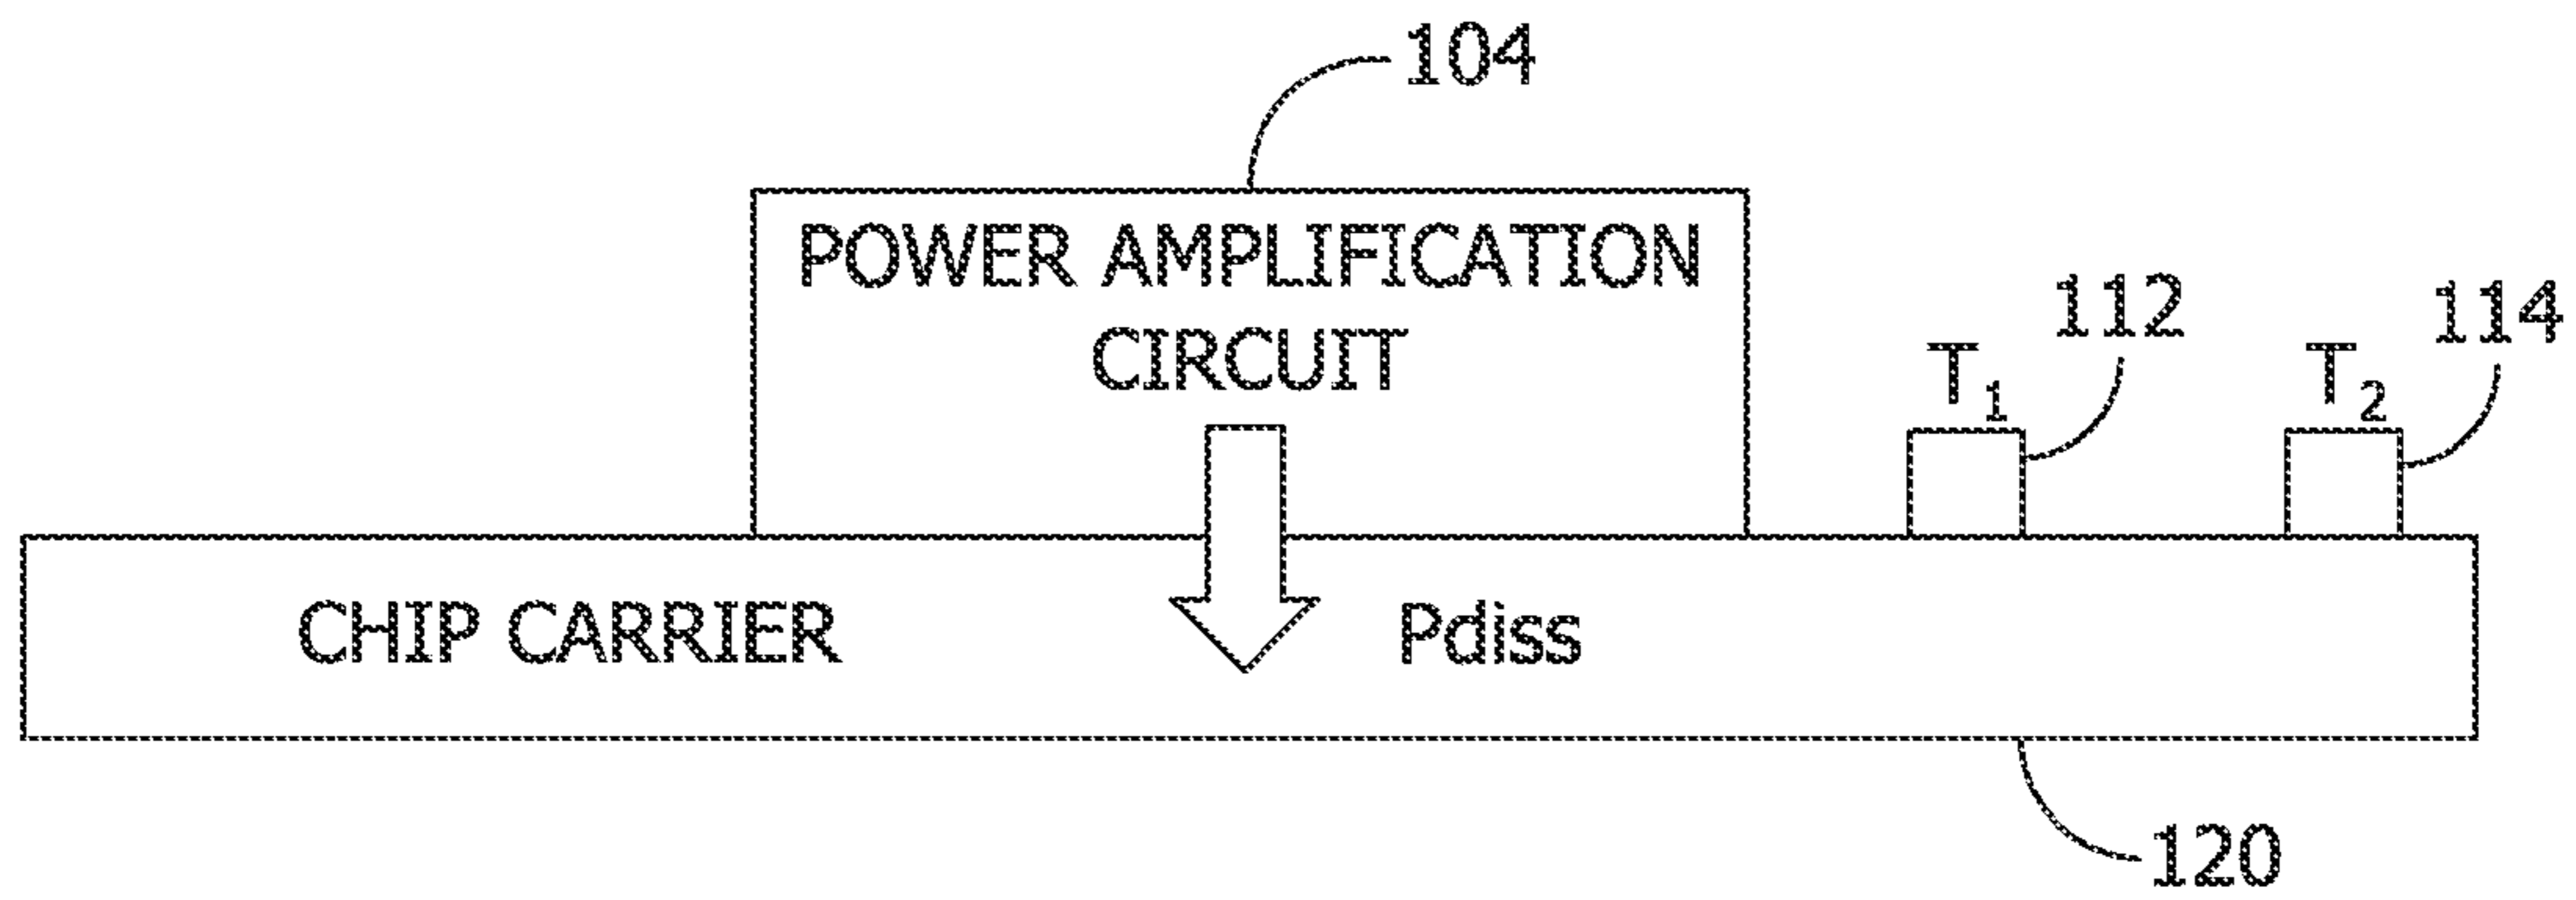 104
POWER AMPLIFICATION
CIRCUIT
112
114
T1
T2
CHIP CARRIER
Pdiss
120